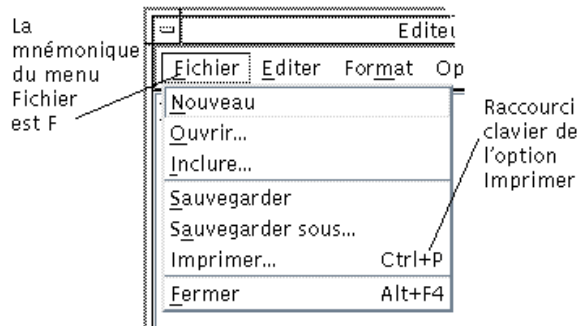 La
mnémonique
du menu
Fichier
est F
Editeu
Fichier Editer Format Op
Nouveau
Ouvrir...
Inclure...
Sauvegarder
Sauvegarder sous...
Imprimer... Ctrl+P
Fermer Alt+F4
Raccourci
clavier de
l'option
Imprimer